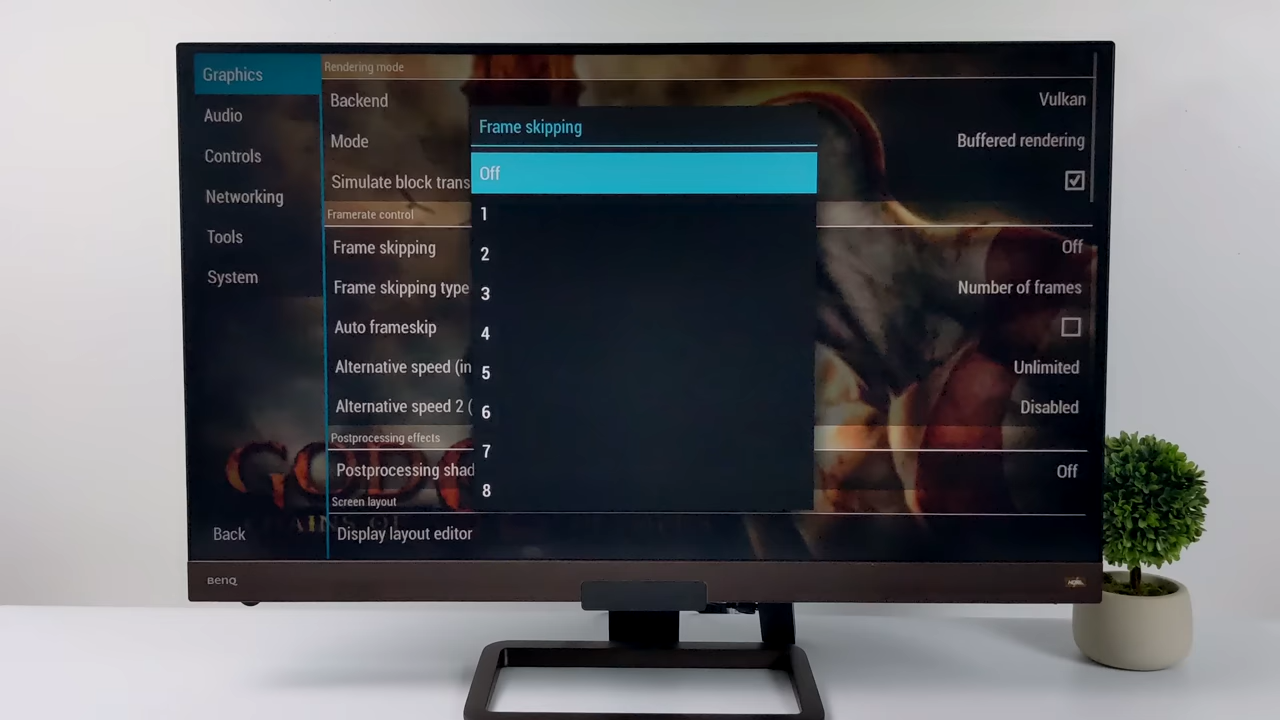 Graphics
Audio
Controls
Networking
Tools
System
Back
Rendering mode
Backend
Vulkan
Mode
Buffered rendering
Simulate block trans
Framerate control
Frame skipping
Off
Frame skipping type
Number of frames
Auto frameskip
Alternative speed (in
Unlimited
Alternative speed 2 (
Disabled
Postprocessing effects
Postprocessing shad
Off
Screen layout
Display layout editor
Frame skipping
Off
1
2
3
4
5
6
7
8
GOD
HAINS OF
BenQ